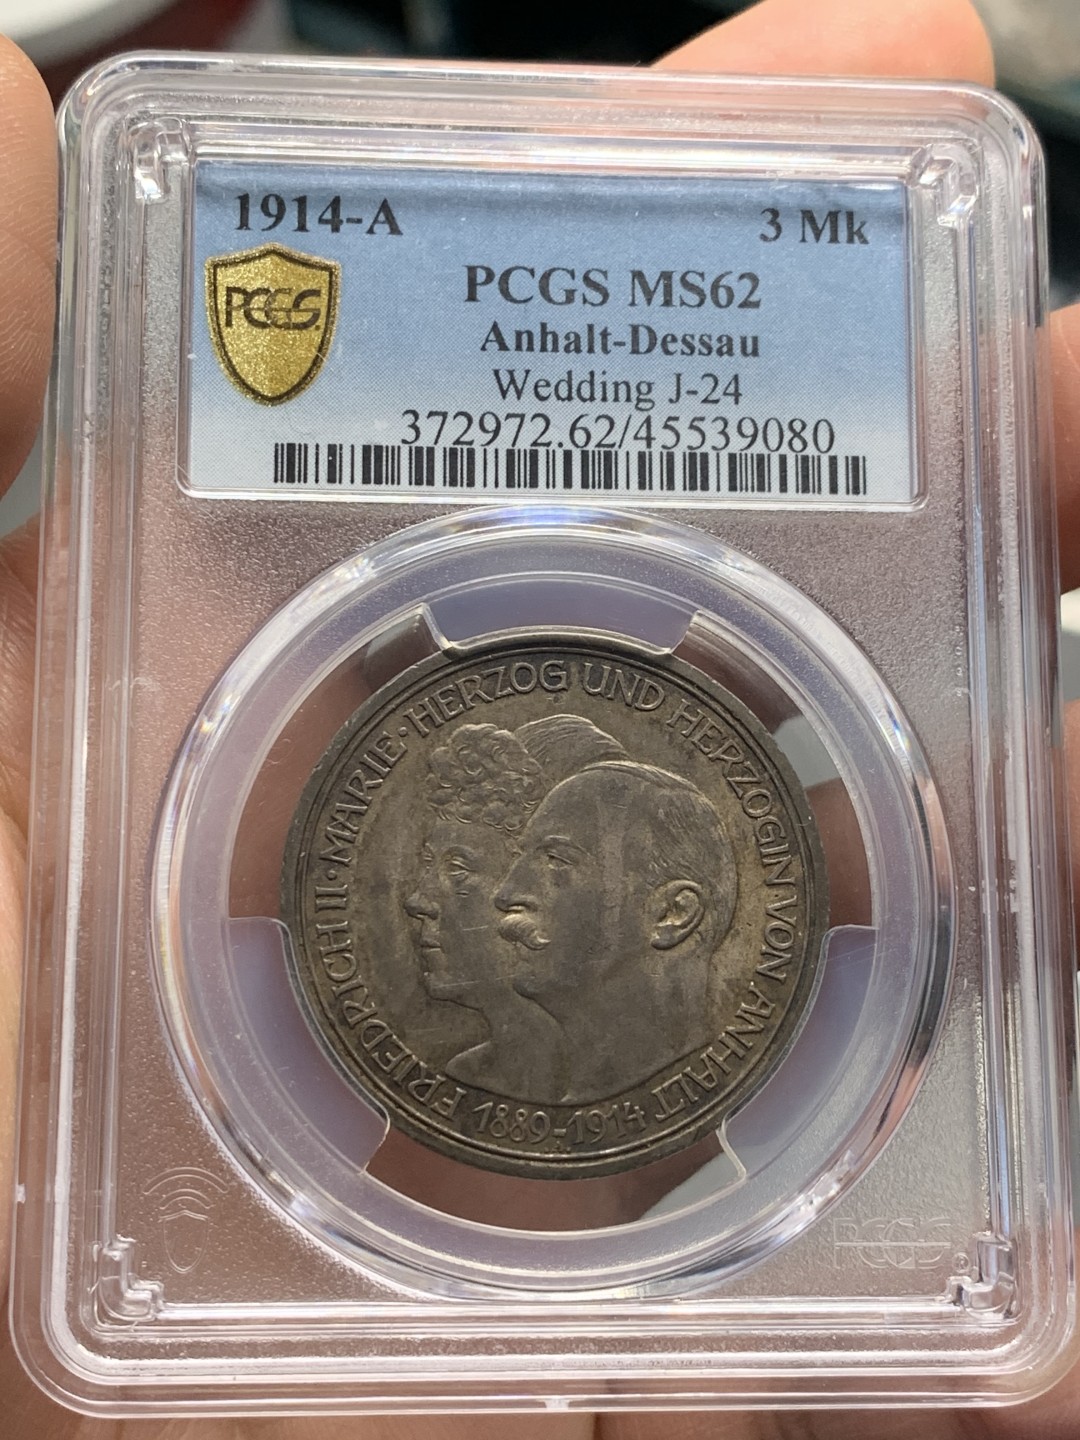 1914-A
3 Mk
PCGS
PCGS MS62
Anhalt-Dessau
Wedding J-24
372972.62/45539080
FRIEDRICH II · MARIE · HERZOG UND HERZOGIN VON ANHALT
1889-1914
PCGS